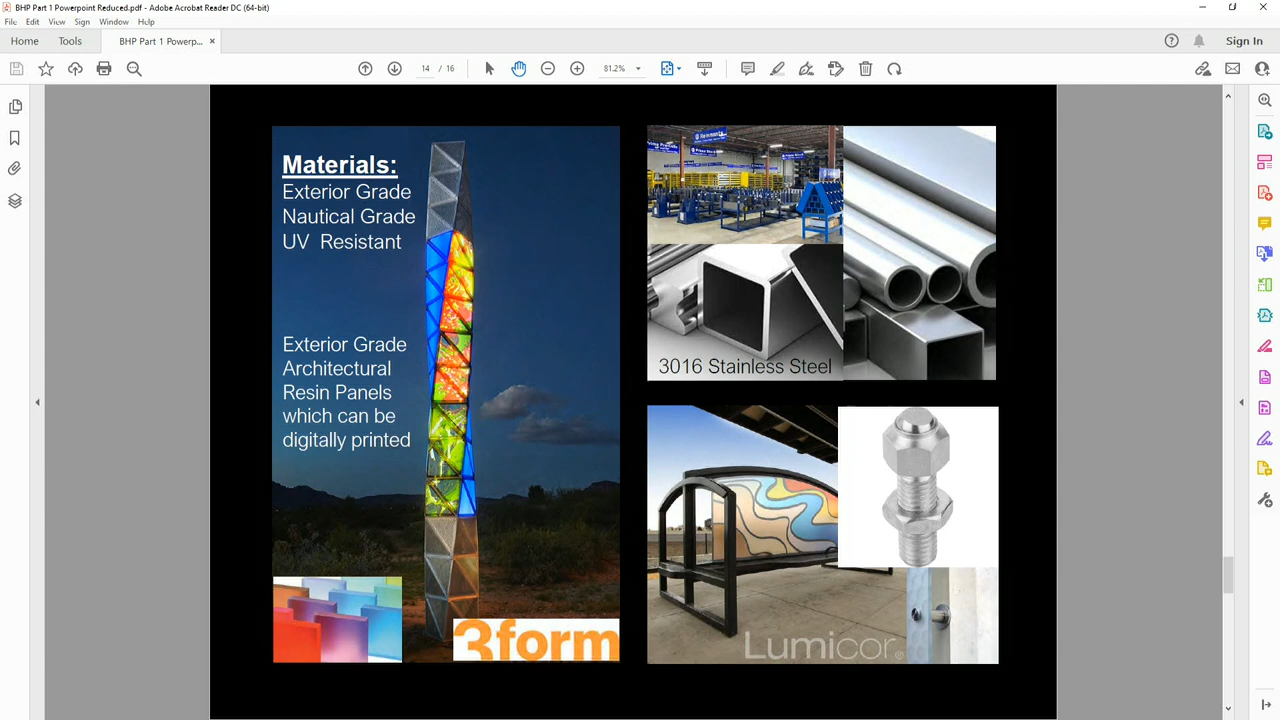 BHP Part 1 Powerpoint Reduced.pdf - Adobe Acrobat Reader DC (64-bit)
File Edit View Sign Window Help
Home Tools BHP Part 1 Powerp... ×
Sign In
14 / 16
81.2%
Materials:
Exterior Grade
Nautical Grade
UV Resistant
Exterior Grade
Architectural
Resin Panels
which can be
digitally printed
3form
3016 Stainless Steel
Lumicor®